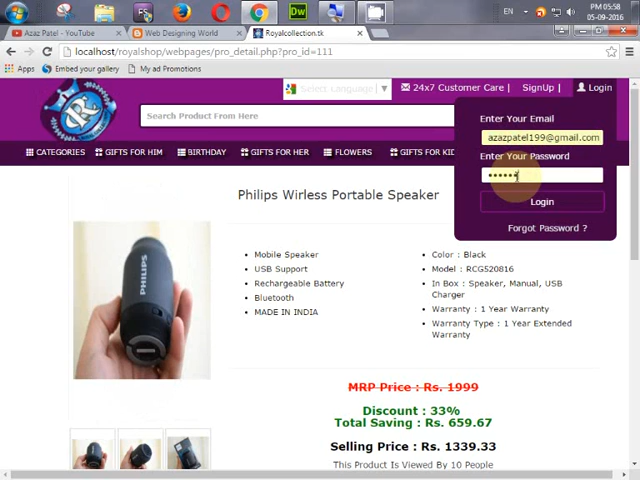 EN
PM 05:58
05-09-2016
Azaz Patel - YouTube
Web Designing World
Royalcollection.tk
localhost/royalshop/webpages/pro_detail.php?pro_id=111
Apps
Embed your gallery
My ad Promotions
Select Language
24x7 Customer Care |
SignUp |
Login
Search Product From Here
Enter Your Email
azazpatel199@gmail.com
Enter Your Password
Login
Forgot Password ?
CATEGORIES
GIFTS FOR HIM
BIRTHDAY
GIFTS FOR HER
FLOWERS
GIFTS FOR KID
Philips Wirless Portable Speaker
PHILIPS
Mobile Speaker
USB Support
Rechargeable Battery
Bluetooth
MADE IN INDIA
Color : Black
Model : RCG520816
In Box : Speaker, Manual, USB
Charger
Warranty : 1 Year Warranty
Warranty Type : 1 Year Extended
Warranty
MRP Price : Rs. 1999
Discount : 33%
Total Saving : Rs. 659.67
Selling Price : Rs. 1339.33
This Product Is Viewed By 10 People